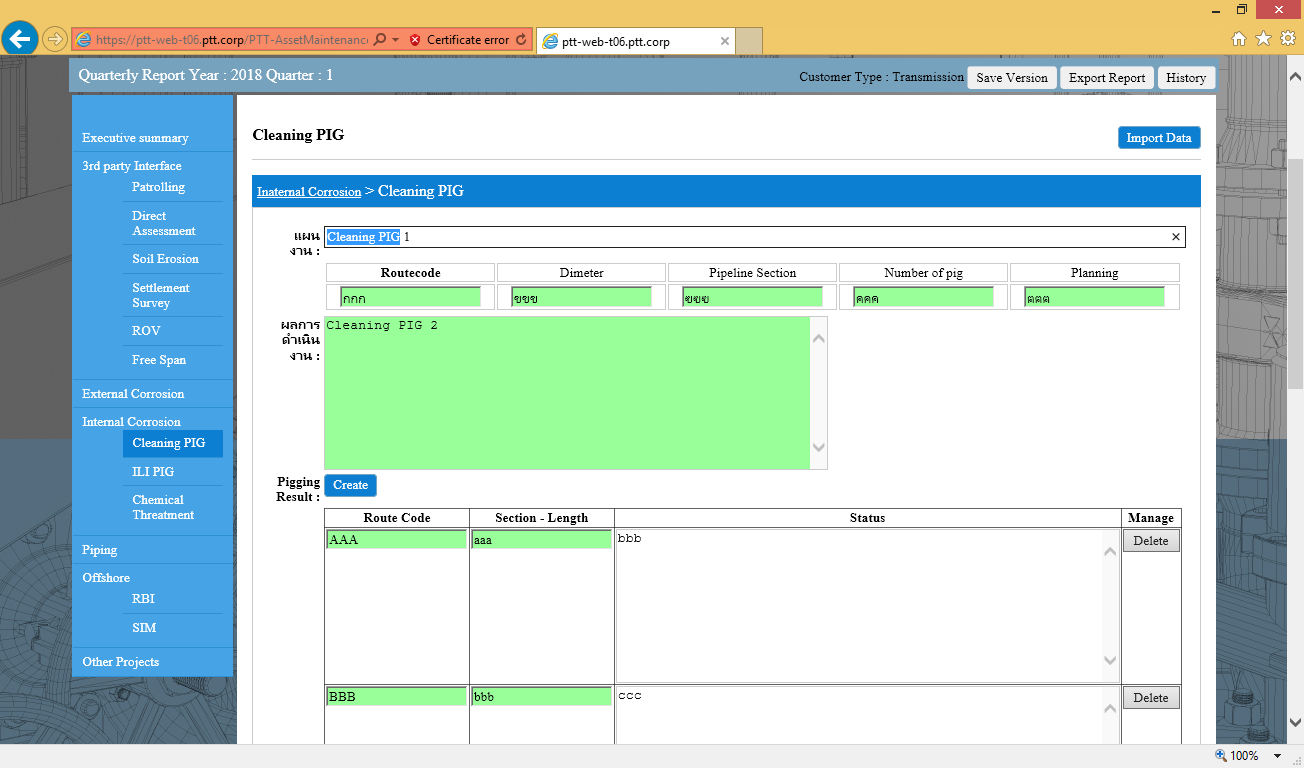 https://ptt-web-t06.ptt.corp/PTT-AssetMaintenanc
Certificate error
ptt-web-t06.ptt.corp
Quarterly Report Year : 2018 Quarter : 1
Customer Type : Transmission
Save Version
Export Report
History
Executive summary
3rd party Interface
Patrolling
Direct
Assessment
Soil Erosion
Settlement
Survey
ROV
Free Span
External Corrosion
Internal Corrosion
Cleaning PIG
ILI PIG
Chemical
Threatment
Piping
Offshore
RBI
SIM
Other Projects
Cleaning PIG
Import Data
Inaternal Corrosion > Cleaning PIG
แผน
งาน :
Cleaning PIG 1
Routecode Dimeter Pipeline Section Number of pig Planning
กกก ขขข ฃฃฃ คคค ฅฅฅ
ผลการ
ดำเนิน
งาน :
Cleaning PIG 2
Pigging
Result :
Create
Route Code Section - Length Status Manage
AAA aaa bbb Delete
BBB bbb ccc Delete
100%